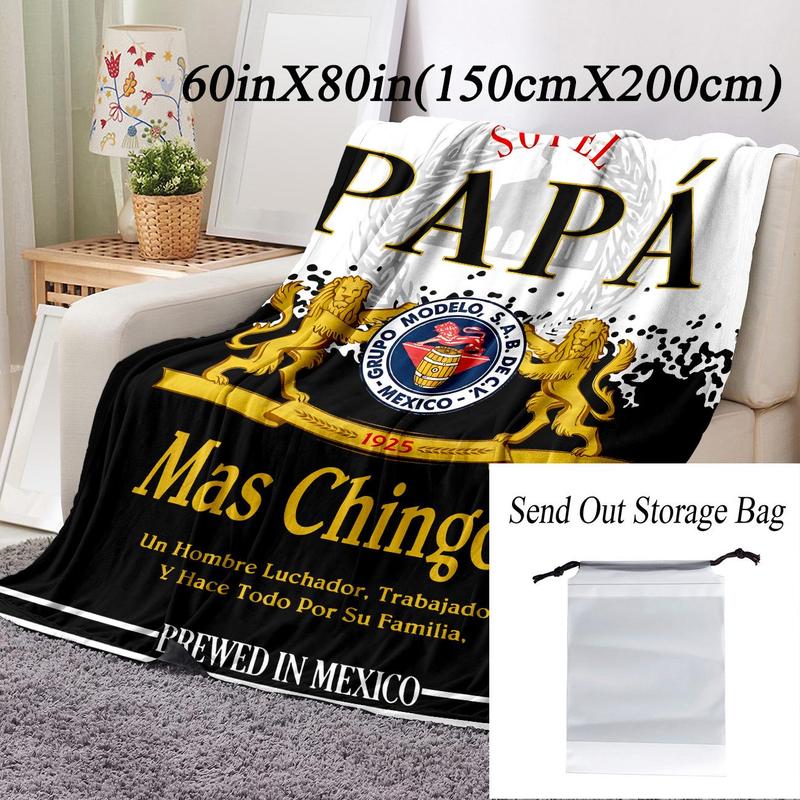 60inX80in(150cmX200cm)
PAPÁ
GRUPO MODELO, S.A.B. DE C.V.
MEXICO
1925
Mas Chingo
Un Hombre Luchador, Trabajado
Y Hace Todo Por Su Familia,
BREWED IN MEXICO
Send Out Storage Bag